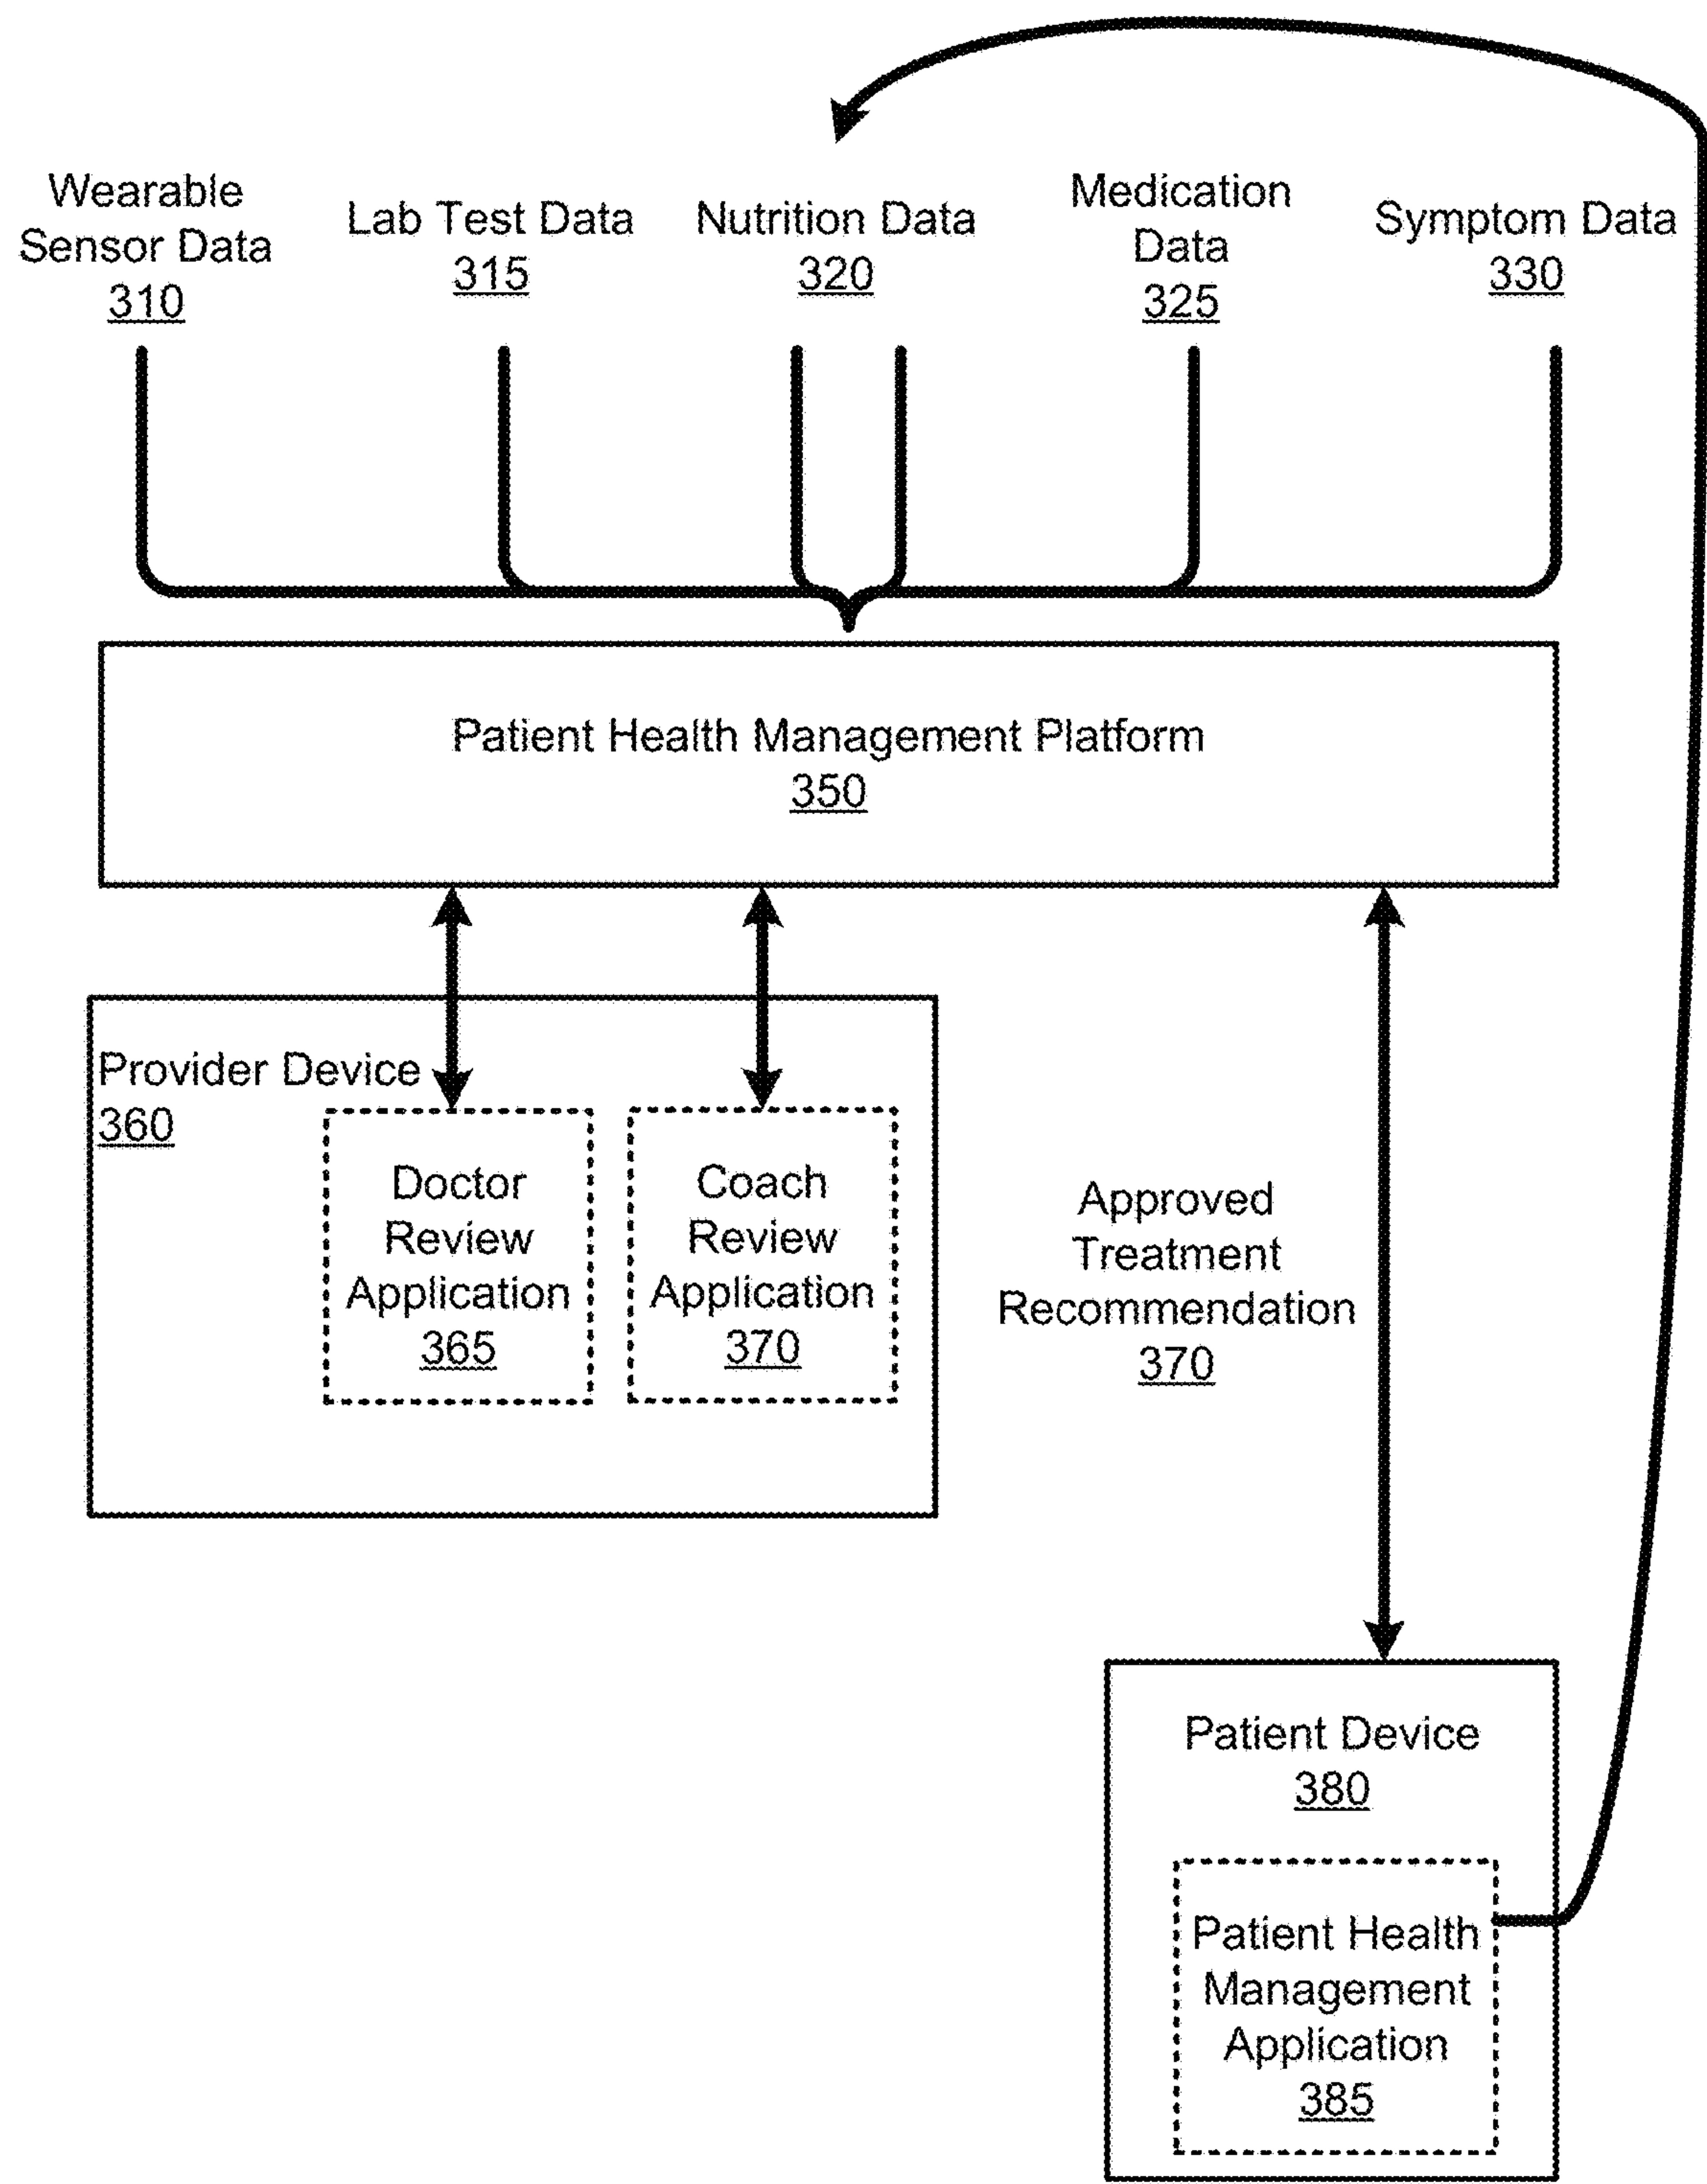 Wearable
Sensor Data
310
Lab Test Data
315
Nutrition Data
320
Medication
Data
325
Symptom Data
330
Patient Health Management Platform
350
Provider Device
360
Doctor
Review
Application
365
Coach
Review
Application
370
Approved
Treatment
Recommendation
370
Patient Device
380
Patient Health
Management
Application
385